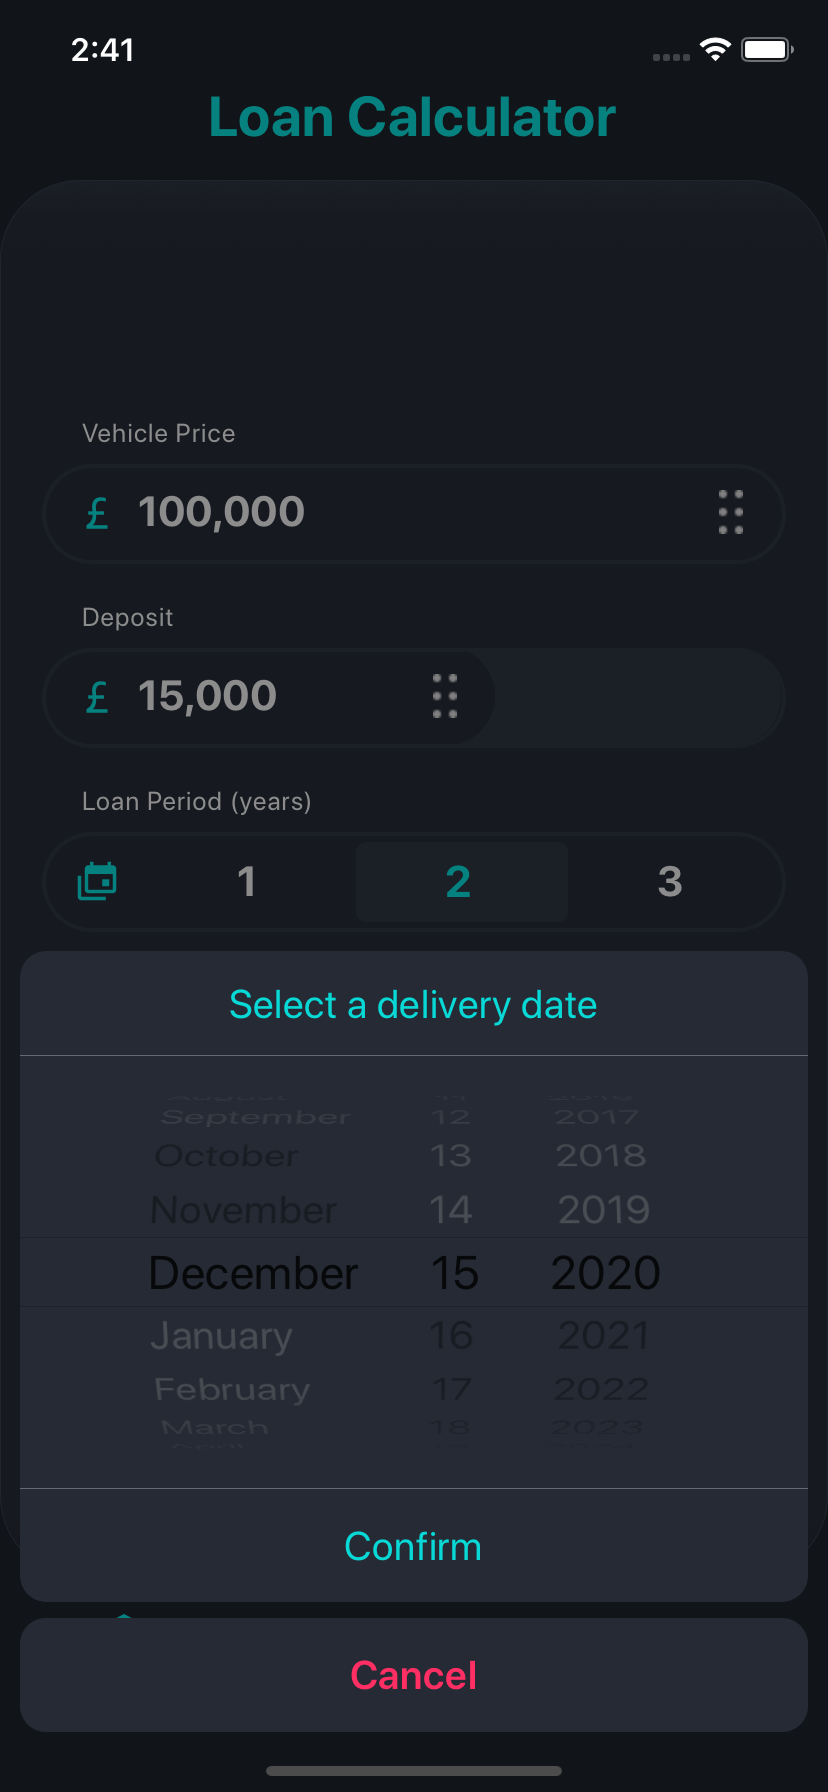 2:41
Loan Calculator
Vehicle Price
£ 100,000
Deposit
£ 15,000
Loan Period (years)
1 2 3
Select a delivery date
September 12 2017
October 13 2018
November 14 2019
December 15 2020
January 16 2021
February 17 2022
March 18 2023
Confirm
Cancel